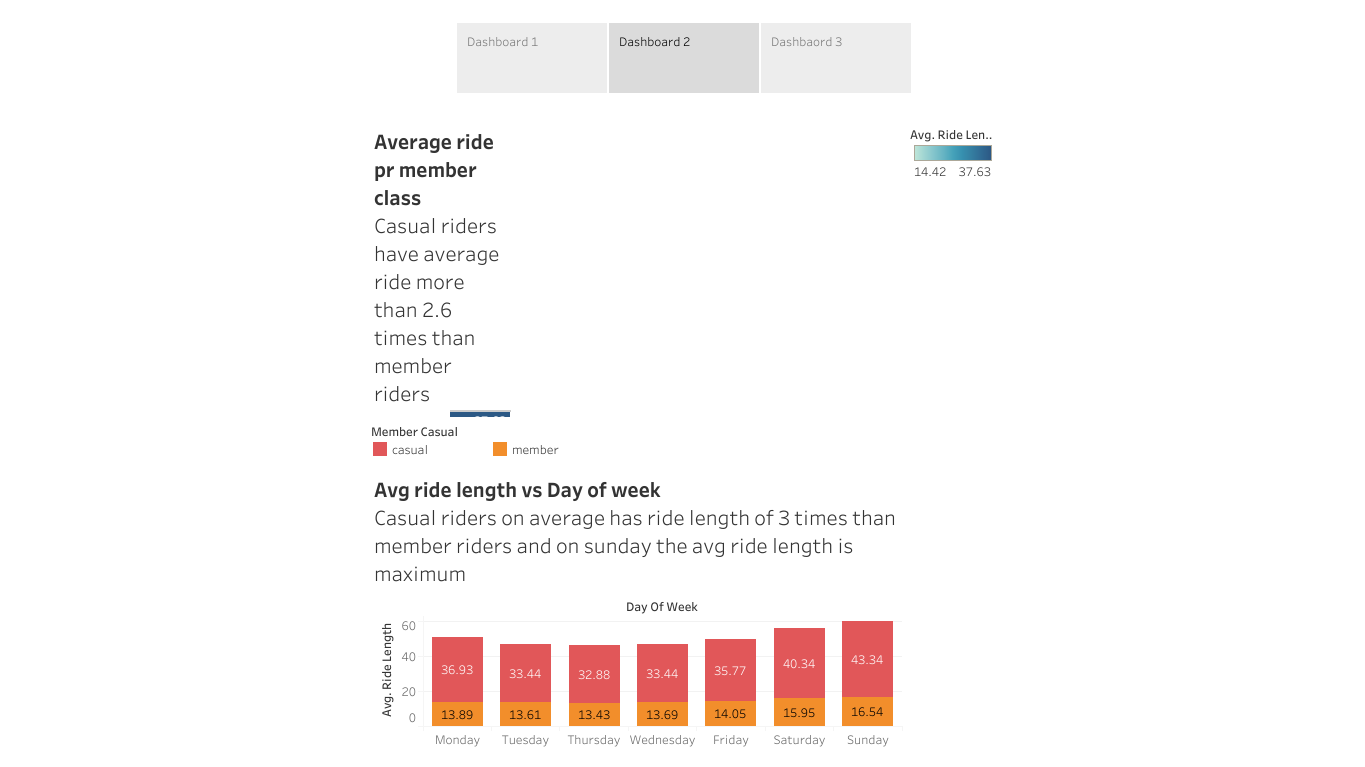 Dashboard 1
Dashboard 2
Dashbaord 3
Average ride
pr member
class
Casual riders
have average
ride more
than 2.6
times than
member
riders
Avg. Ride Len..
14.42 37.63
Member Casual
casual
member
Avg ride length vs Day of week
Casual riders on average has ride length of 3 times than
member riders and on sunday the avg ride length is
maximum
Day Of Week
Avg. Ride Length
60
40
20
0
36.93 33.44 32.88 33.44 35.77 40.34 43.34
13.89 13.61 13.43 13.69 14.05 15.95 16.54
Monday Tuesday Thursday Wednesday Friday Saturday Sunday